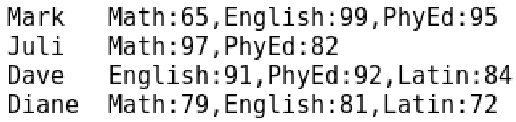 Mark Math:65,English:99,PhyEd:95
Juli Math:97,PhyEd:82
Dave English:91,PhyEd:92,Latin:84
Diane Math:79,English:81,Latin:72